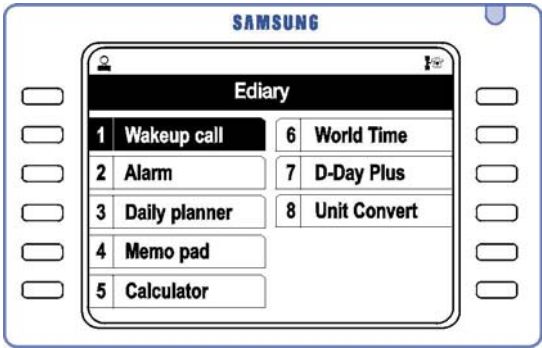 SAMSUNG
Ediary
1 Wakeup call
2 Alarm
3 Daily planner
4 Memo pad
5 Calculator
6 World Time
7 D-Day Plus
8 Unit Convert